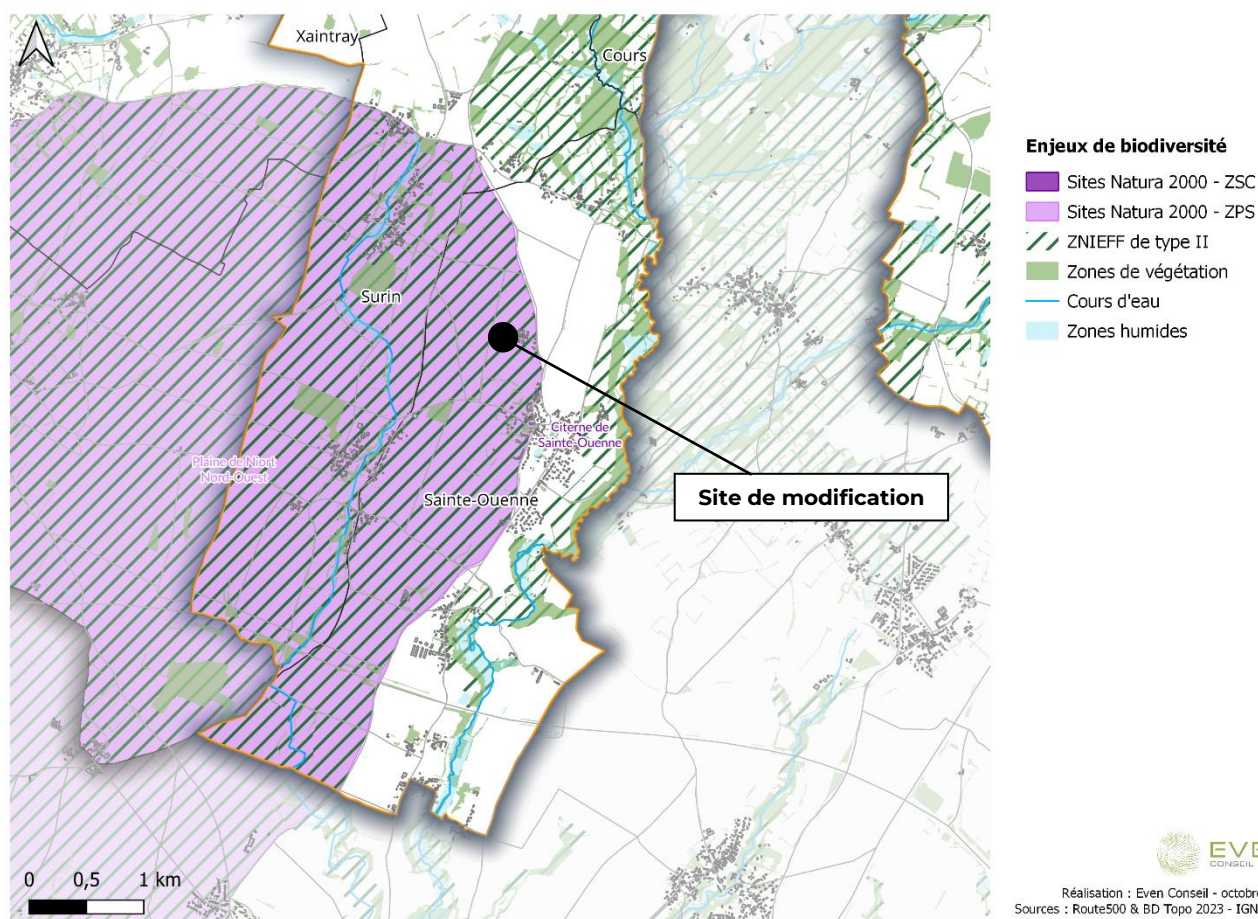 Xaintray
Cours
Surin
Citerne de
Sainte-Ouenne
Plaine de Niort
Nord-Ouest
Sainte-Ouenne
Site de modification
0 0,5 1 km
Enjeux de biodiversité
Sites Natura 2000 - ZSC
Sites Natura 2000 - ZPS
ZNIEFF de type II
Zones de végétation
Cours d'eau
Zones humides
EVE
CONSEIL
Réalisation : Even Conseil - octobre
Sources : Route500 & BD Topo 2023 - IGN